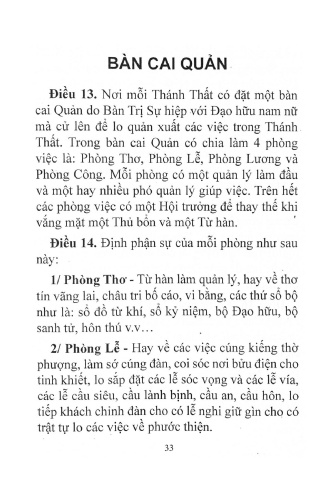 BÀN CAI QUẢN
Điều 13. Nơi mỗi Thánh Thất có đặt một bàn
cai Quản do Bàn Trị Sự hiệp với Đạo hữu nam nữ
mà cử lên để lo quản xuất các việc trong Thánh
Thất. Trong bàn cai Quản có chia làm 4 phòng
việc là: Phòng Thơ, Phòng Lễ, Phòng Lương và
Phòng Công. Mỗi phòng có một quản lý làm đầu
và một hay nhiều phó quản lý giúp việc. Trên hết
các phòng việc có một Hội trưởng để thay thế khi
vắng mặt một Thủ bổn và một Từ hàn.
Điều 14. Định phận sự của mỗi phòng như sau
này:
1/ Phòng Thơ - Từ hàn làm quản lý, hay về thơ
tín vãng lai, châu tri bố cáo, vi bằng, các thứ sổ bộ
như là: sổ đồ từ khí, sổ kỷ niệm, bộ Đạo hữu, bộ
sanh tử, hôn thú v.v...
2/ Phòng Lễ - Hay về các việc cúng kiếng thờ
phượng, làm sớ cúng đàn, coi sóc nơi bửu điện cho
tinh khiết, lo sắp đặt các lễ sóc vọng và các lễ vía,
các lễ cầu siêu, cầu lành bịnh, cầu an, cầu hôn, lo
tiếp khách chinh đàn cho có lễ nghi giữ gìn cho có
trật tự lo các việc về phước thiện.
33